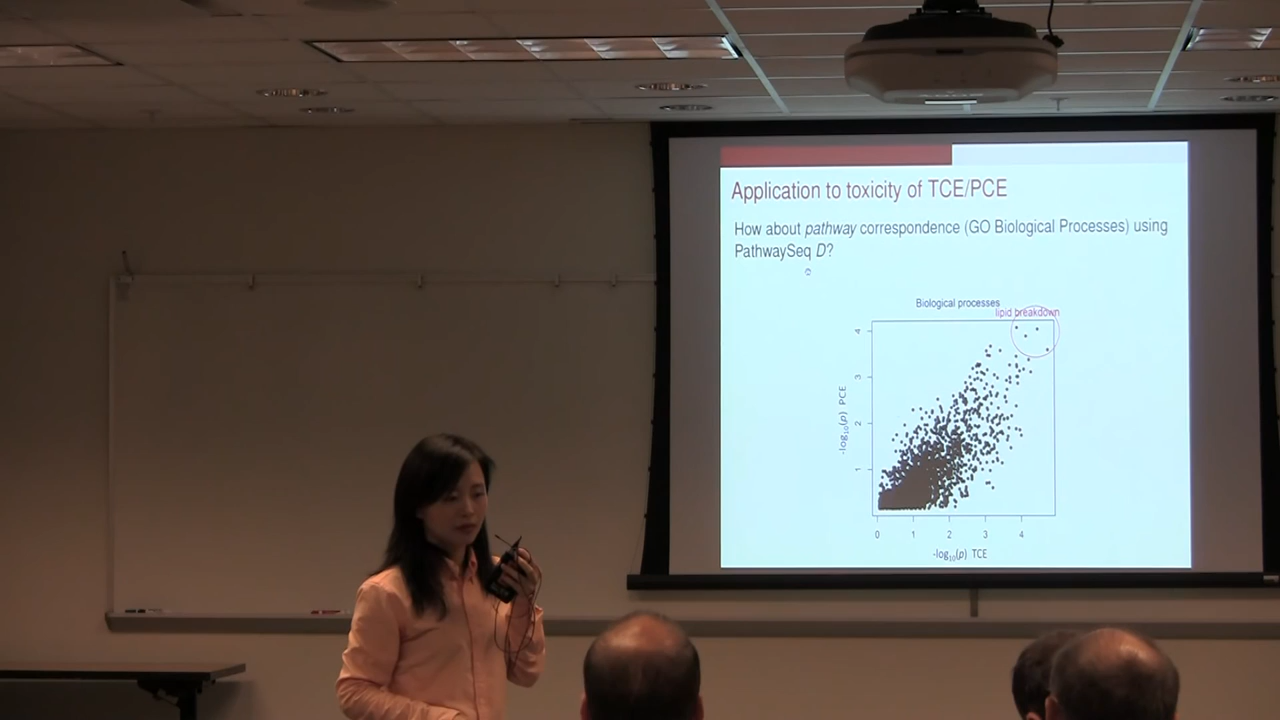 Application to toxicity of TCE/PCE
How about pathway correspondence (GO Biological Processes) using
PathwaySeq D?
Biological processes
lipid breakdown
4
3
2
1
-log10(p) PCE
0 1 2 3 4
-log10(p) TCE